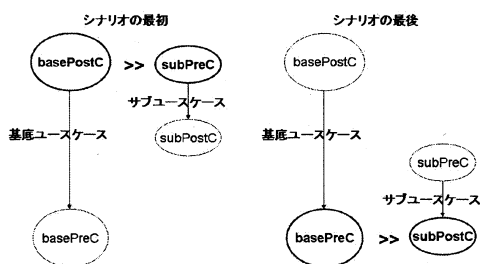 シナリオの最初
basePostC >> subPreC
サブユースケース
基底ユースケース
subPostC
basePreC
シナリオの最後
basePostC
基底ユースケース
subPreC
サブユースケース
basePreC >> subPostC